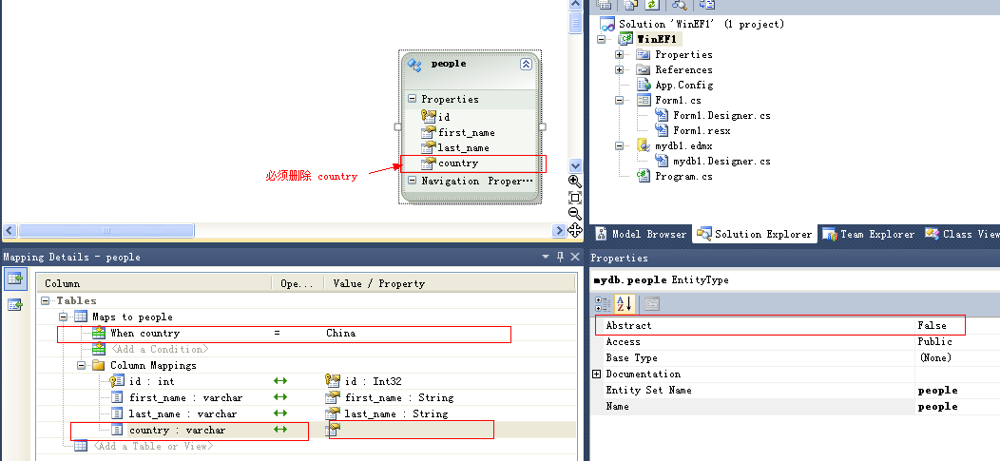 people
Properties
id
first_name
last_name
country
Navigation Proper···
必须删除 country
Solution 'WinEF1' (1 project)
WinEF1
Properties
References
App.Config
Form1.cs
Form1.Designer.cs
Form1.resx
mydb1.edmx
mydb1.Designer.cs
Program.cs
Model Browser
Solution Explorer
Team Explorer
Class View
Mapping Details - people
Column Ope... Value / Property
Tables
Maps to people
When country = China
<Add a Condition>
Column Mappings
id : int id : Int32
first_name : varchar first_name : String
last_name : varchar last_name : String
country : varchar
<Add a Table or View>
Properties
mydb.people EntityType
Abstract False
Access Public
Base Type (None)
Documentation
Entity Set Name people
Name people